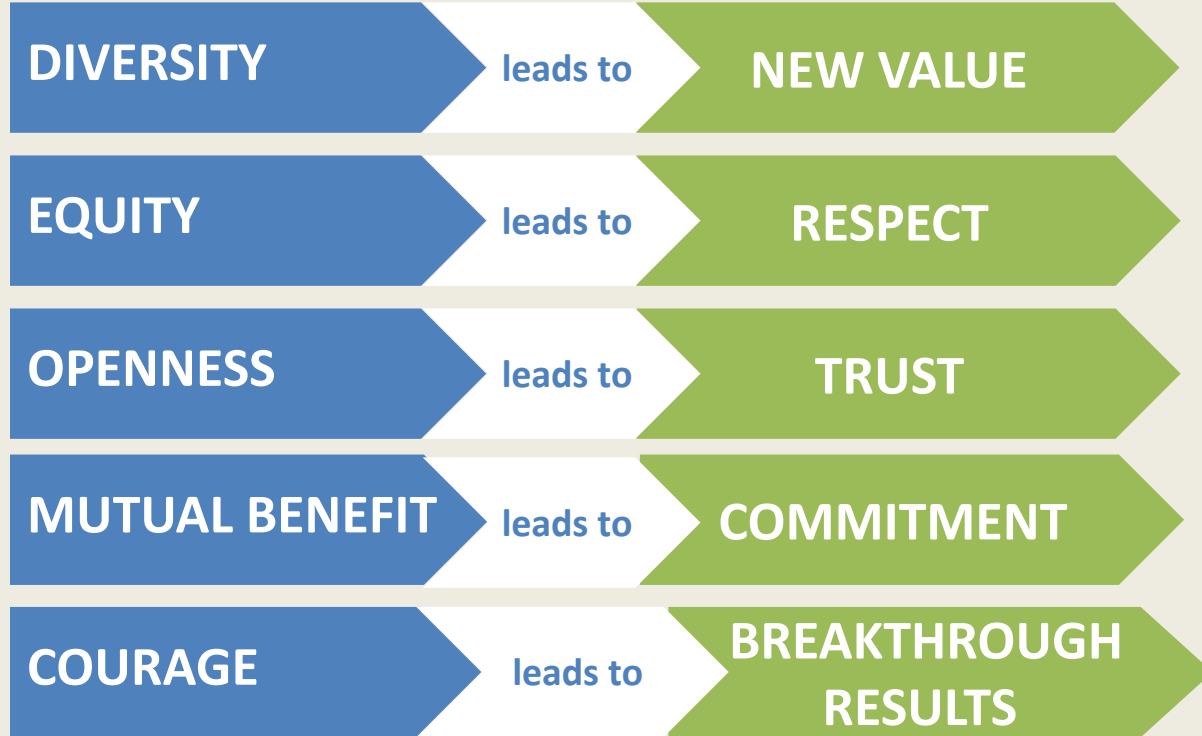 DIVERSITY leads to NEW VALUE
EQUITY leads to RESPECT
OPENNESS leads to TRUST
MUTUAL BENEFIT leads to COMMITMENT
COURAGE leads to BREAKTHROUGH
RESULTS